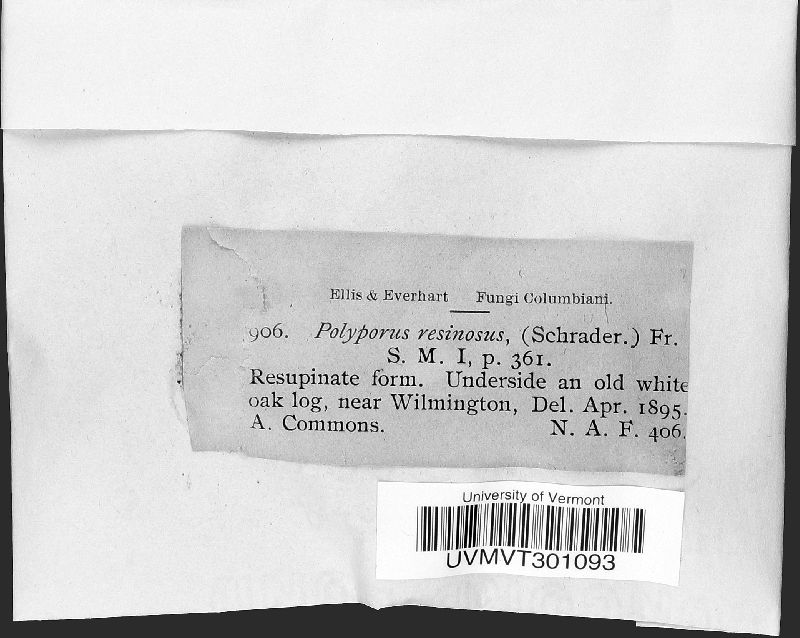 Ellis & Everhart Fungi Columbiani.
906. Polyporus resinosus, (Schrader.) Fr.
S. M. I, p. 361.
Resupinate form. Underside an old white
oak log, near Wilmington, Del. Apr. 1895.
A. Commons. N. A. F. 406.
University of Vermont
UVMVT301093